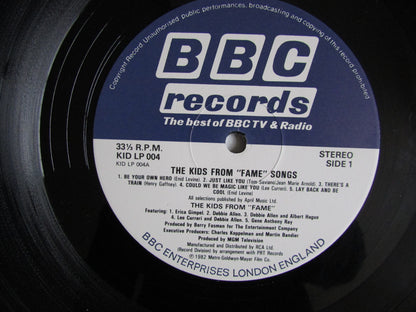 Copyright Record. Unauthorised public performances, broadcasting and copying of this record prohibited.
BBC
records
The best of BBC TV & Radio
33⅓ R.P.M.
KID LP 004
KID LP 004A
STEREO
SIDE 1
THE KIDS FROM "FAME" SONGS
1. BE YOUR OWN HERO (Enid Levine). 2. JUST LIKE YOU (Tom Saviano/Jean Marie Arnold). 3. THERE'S A
TRAIN (Henry Gaffney). 4. COULD WE BE MAGIC LIKE YOU (Lee Curreri). 5. LAY BACK AND BE
COOL (Enid Levine)
All selections published by April Music Ltd.
THE KIDS FROM "FAME"
Featuring: 1. Erica Gimpel. 2. Debbie Allen. 3. Debbie Allen and Albert Hague
4. Lee Curreri and Debbie Allen. 5. Gene Anthony Ray
Produced by Barry Fasman for The Entertainment Company
Executive Producers: Charles Koppelman and Martin Bandier
Produced by MGM Television
Manufactured and Distributed by RCA Ltd.
(Record Division) by arrangement with PRT Records
℗ 1982 Metro-Goldwyn-Mayer Film Co.
BBC ENTERPRISES LONDON ENGLAND